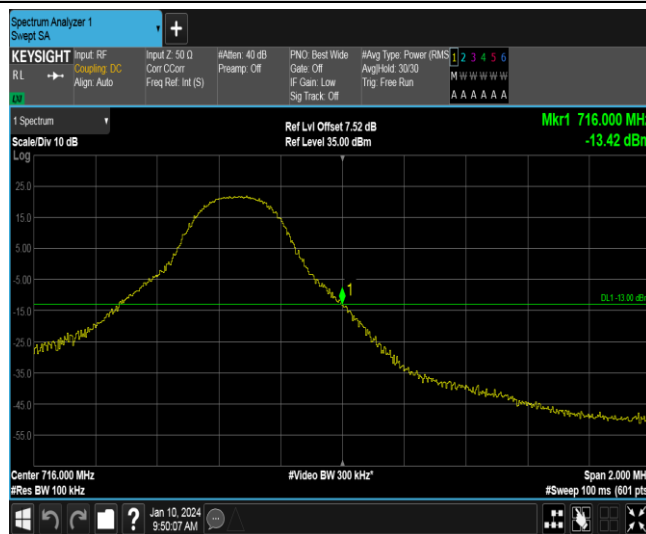 Spectrum Analyzer 1
Swept SA
+
KEYSIGHT
RL
LXI
Input: RF
Coupling: DC
Align: Auto
Input Z: 50 Ω
Corr CCorr
Freq Ref: Int (S)
#Atten: 40 dB
Preamp: Off
PNO: Best Wide
Gate: Off
IF Gain: Low
Sig Track: Off
#Avg Type: Power (RMS
Avg|Hold: 30/30
Trig: Free Run
1 2 3 4 5 6
M W W W W W
A A A A A A
1 Spectrum
Scale/Div 10 dB
Log
Ref Lvl Offset 7.52 dB
Ref Level 35.00 dBm
Mkr1 716.000 MHz
-13.42 dBm
25.0
15.0
5.00
-5.00
-15.0
-25.0
-35.0
-45.0
-55.0
1
DL1 -13.00 dBm
Center 716.000 MHz
#Res BW 100 kHz
#Video BW 300 kHz*
Span 2.000 MHz
#Sweep 100 ms (601 pts
?
Jan 10, 2024
9:50:07 AM